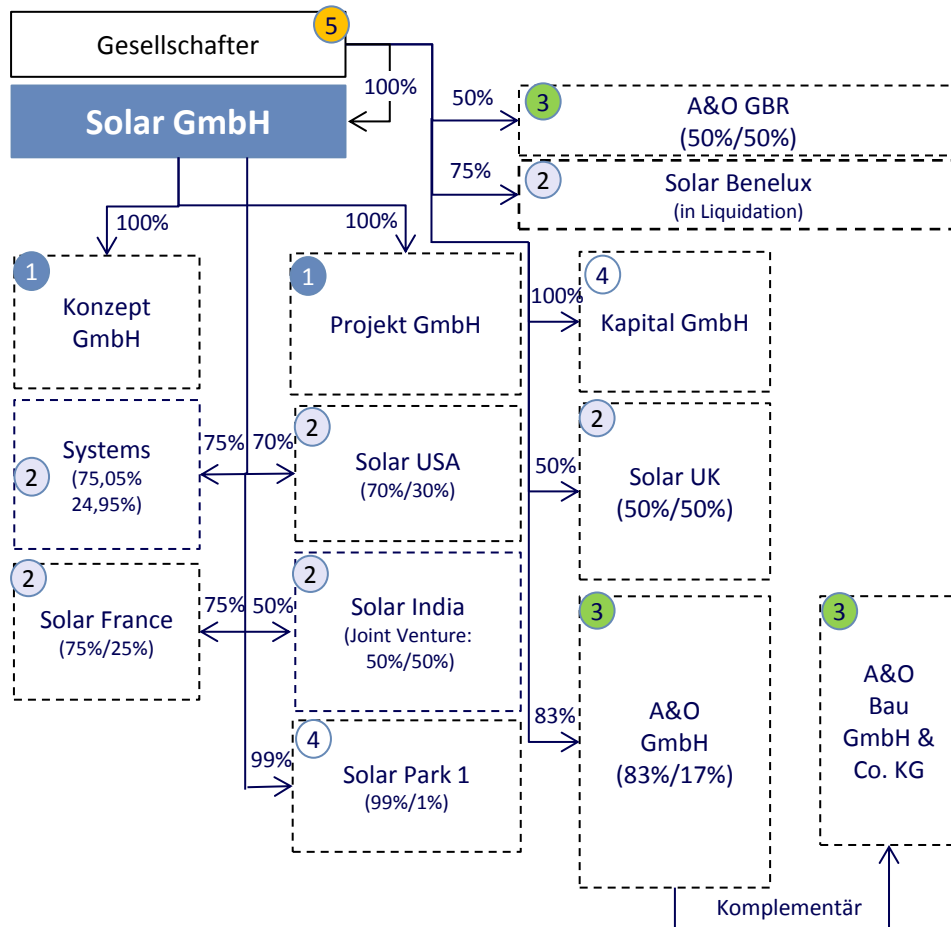 Gesellschafter
5
100%
Solar GmbH
50%
3
A&O GBR
(50%/50%)
75%
2
Solar Benelux
(in Liquidation)
100%
100%
1
Konzept
GmbH
1
Projekt GmbH
100%
4
Kapital GmbH
2
Systems
(75,05%
24,95%)
75%
70%
2
Solar USA
(70%/30%)
50%
2
Solar UK
(50%/50%)
2
Solar France
(75%/25%)
75%
50%
2
Solar India
(Joint Venture:
50%/50%)
83%
3
A&O
GmbH
(83%/17%)
3
A&O
Bau
GmbH &
Co. KG
99%
4
Solar Park 1
(99%/1%)
Komplementär